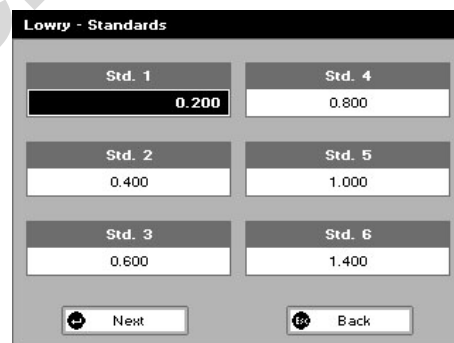 Lowry - Standards
Std. 1
0.200
Std. 4
0.800
Std. 2
0.400
Std. 5
1.000
Std. 3
0.600
Std. 6
1.400
Next
Esc Back